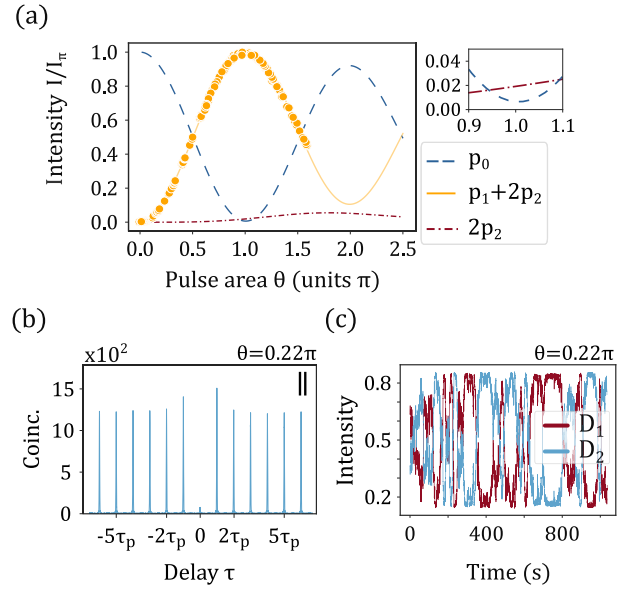 (a)
Intensity I/I_π
1.0
0.8
0.6
0.4
0.2
0.0
0.0 0.5 1.0 1.5 2.0 2.5
Pulse area θ (units π)
0.04
0.02
0.00
0.9 1.0 1.1
p₀
p₁+2p₂
2p₂
(b)
x10²
θ=0.22π
||
Coinc.
15
10
5
0
-5τₚ -2τₚ 0 2τₚ 5τₚ
Delay τ
(c)
θ=0.22π
Intensity
0.8
0.5
0.2
D₁
D₂
0 400 800
Time (s)